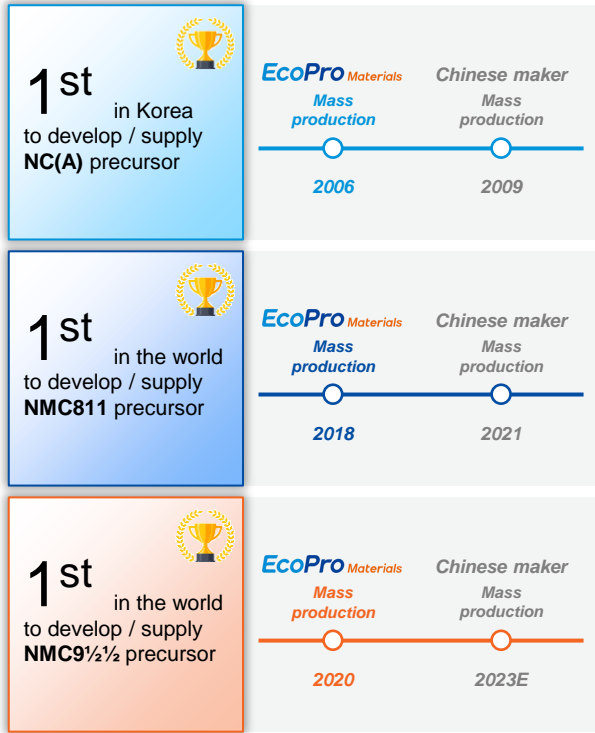 1st
in Korea
to develop / supply
NC(A) precursor
EcoPro Materials
Mass
production
2006
Chinese maker
Mass
production
2009
1st
in the world
to develop / supply
NMC811 precursor
EcoPro Materials
Mass
production
2018
Chinese maker
Mass
production
2021
1st
in the world
to develop / supply
NMC9½½ precursor
EcoPro Materials
Mass
production
2020
Chinese maker
Mass
production
2023E